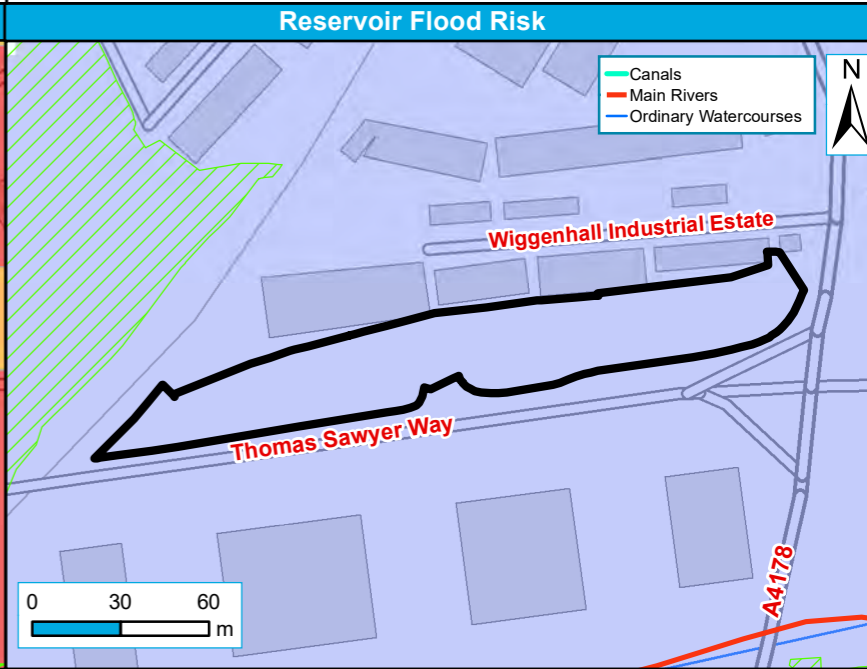 Reservoir Flood Risk
Canals
Main Rivers
Ordinary Watercourses
N
Wiggenhall Industrial Estate
Thomas Sawyer Way
A4178
0 30 60
m